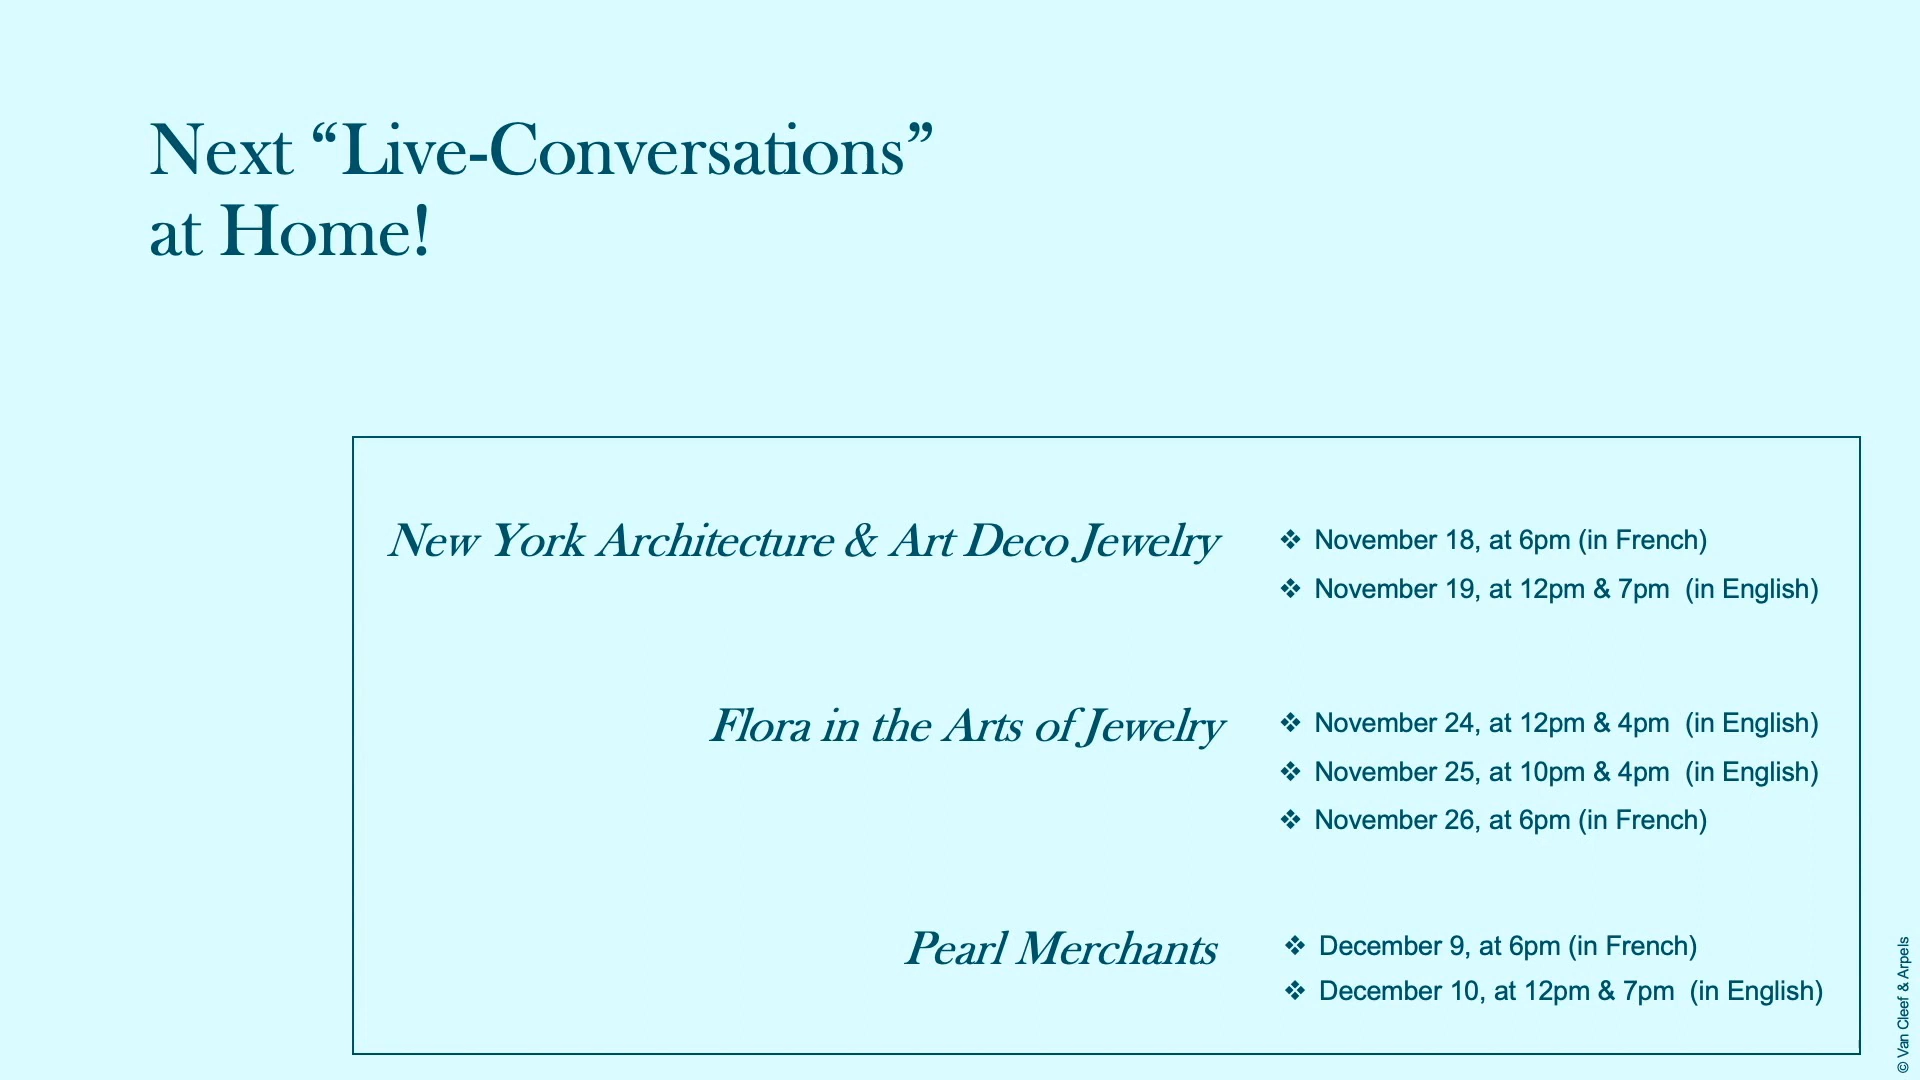 Next “Live-Conversations”
at Home!
New York Architecture & Art Deco Jewelry
❖ November 18, at 6pm (in French)
❖ November 19, at 12pm & 7pm  (in English)
Flora in the Arts of Jewelry
❖ November 24, at 12pm & 4pm  (in English)
❖ November 25, at 10pm & 4pm  (in English)
❖ November 26, at 6pm (in French)
Pearl Merchants
❖ December 9, at 6pm (in French)
❖ December 10, at 12pm & 7pm  (in English)
© Van Cleef & Arpels